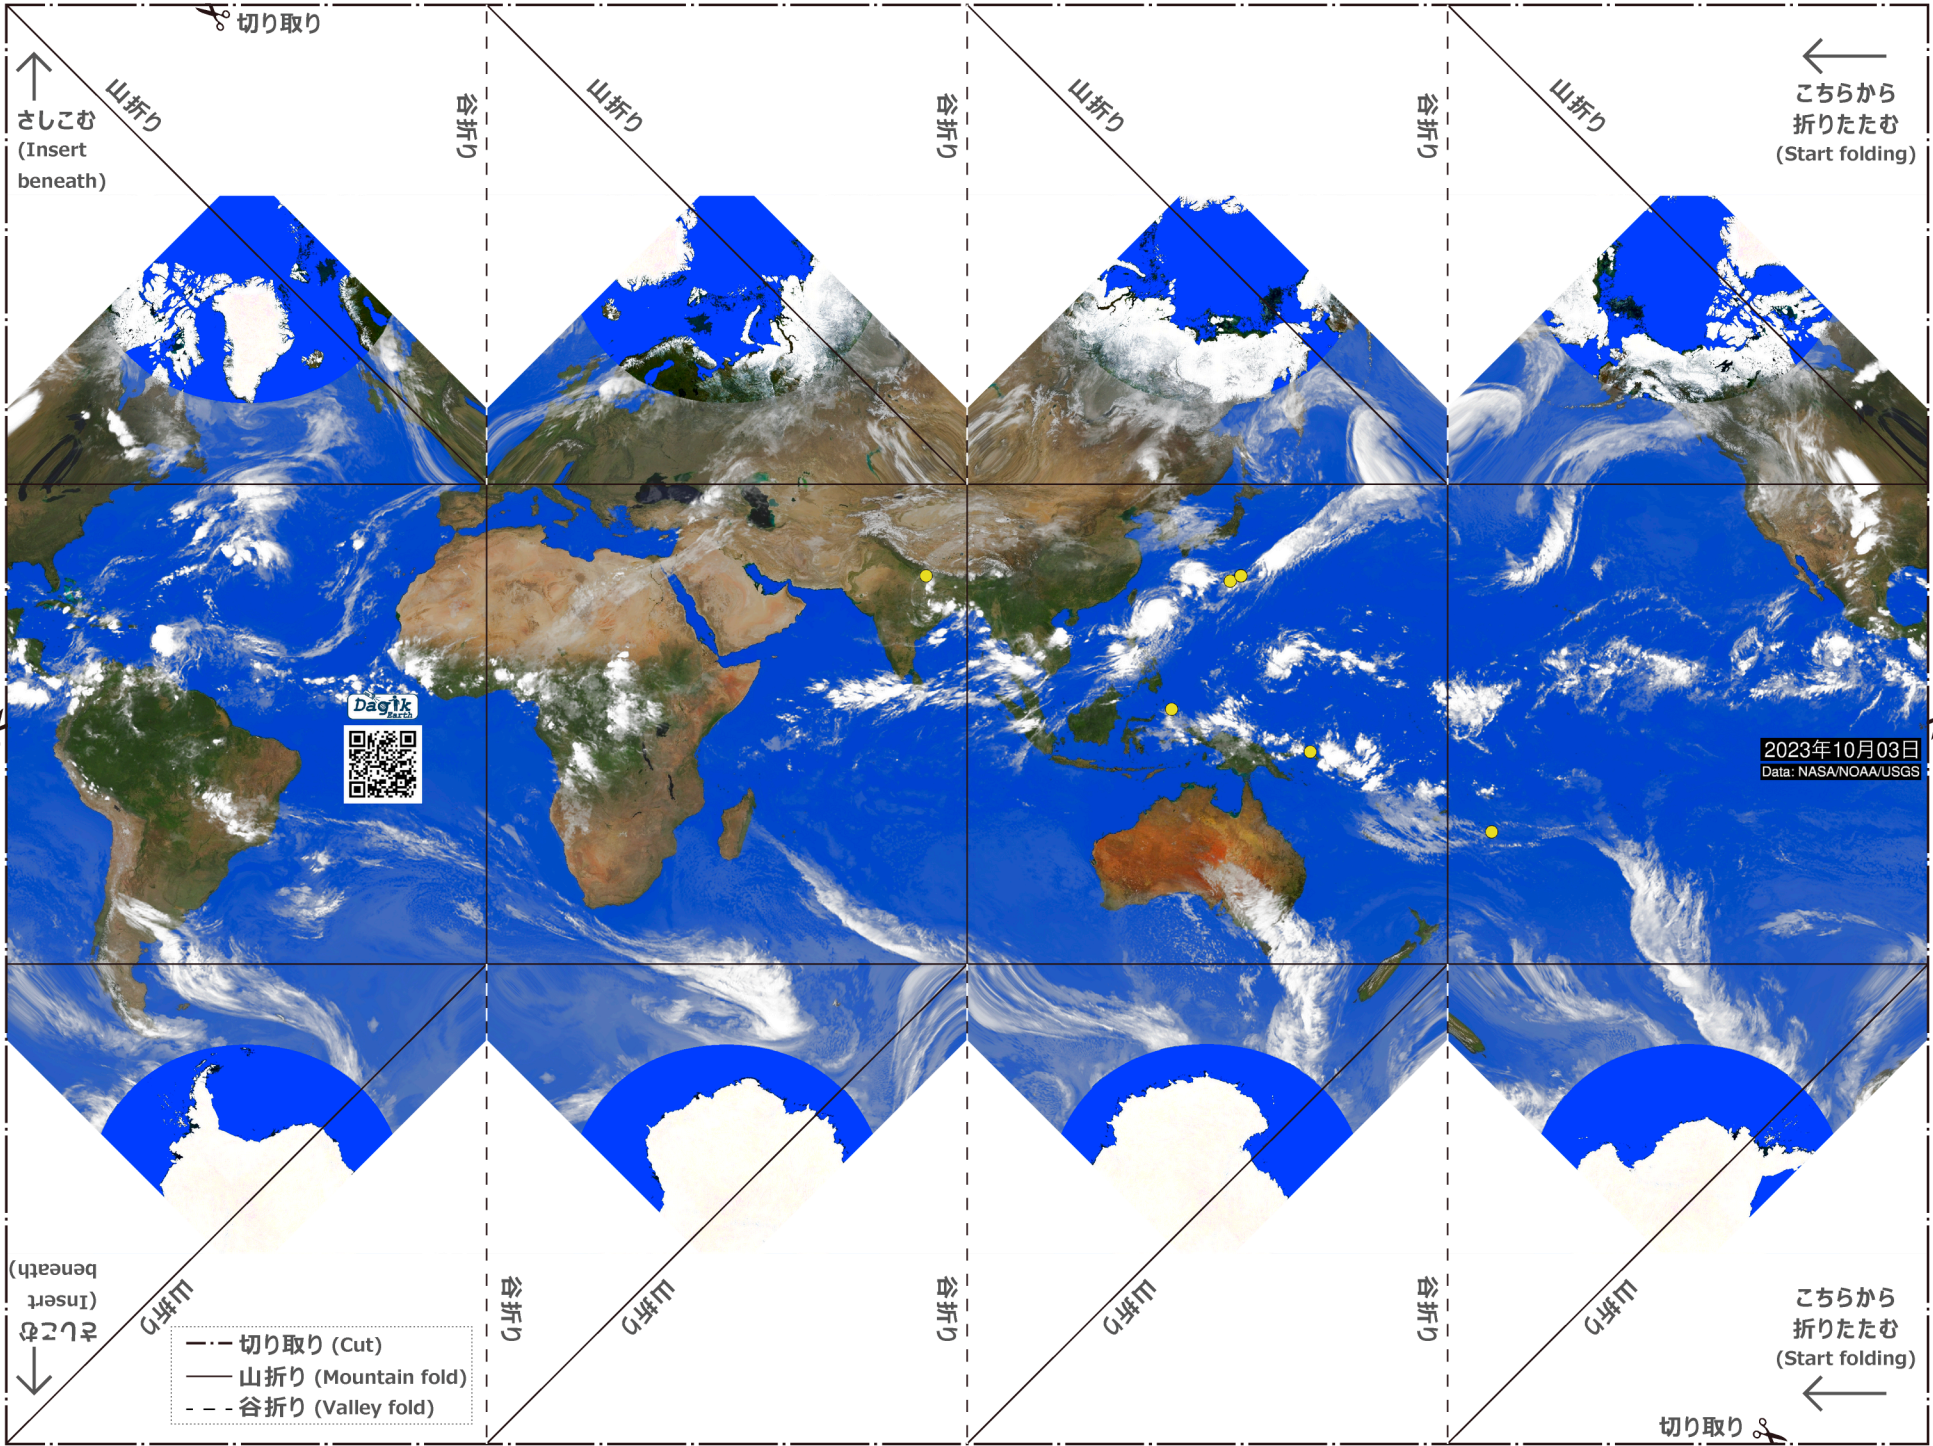 切り取り
山折り
谷折り
山折り
谷折り
山折り
谷折り
山折り
さしこむ
(Insert
beneath)
こちらから
折りたたむ
(Start folding)
Dagik
Earth
2023年10月03日
Data: NASA/NOAA/USGS
さしこむ
(Insert
beneath)
山折り
谷折り
山折り
谷折り
山折り
谷折り
山折り
こちらから
折りたたむ
(Start folding)
切り取り (Cut)
山折り (Mountain fold)
谷折り (Valley fold)
切り取り